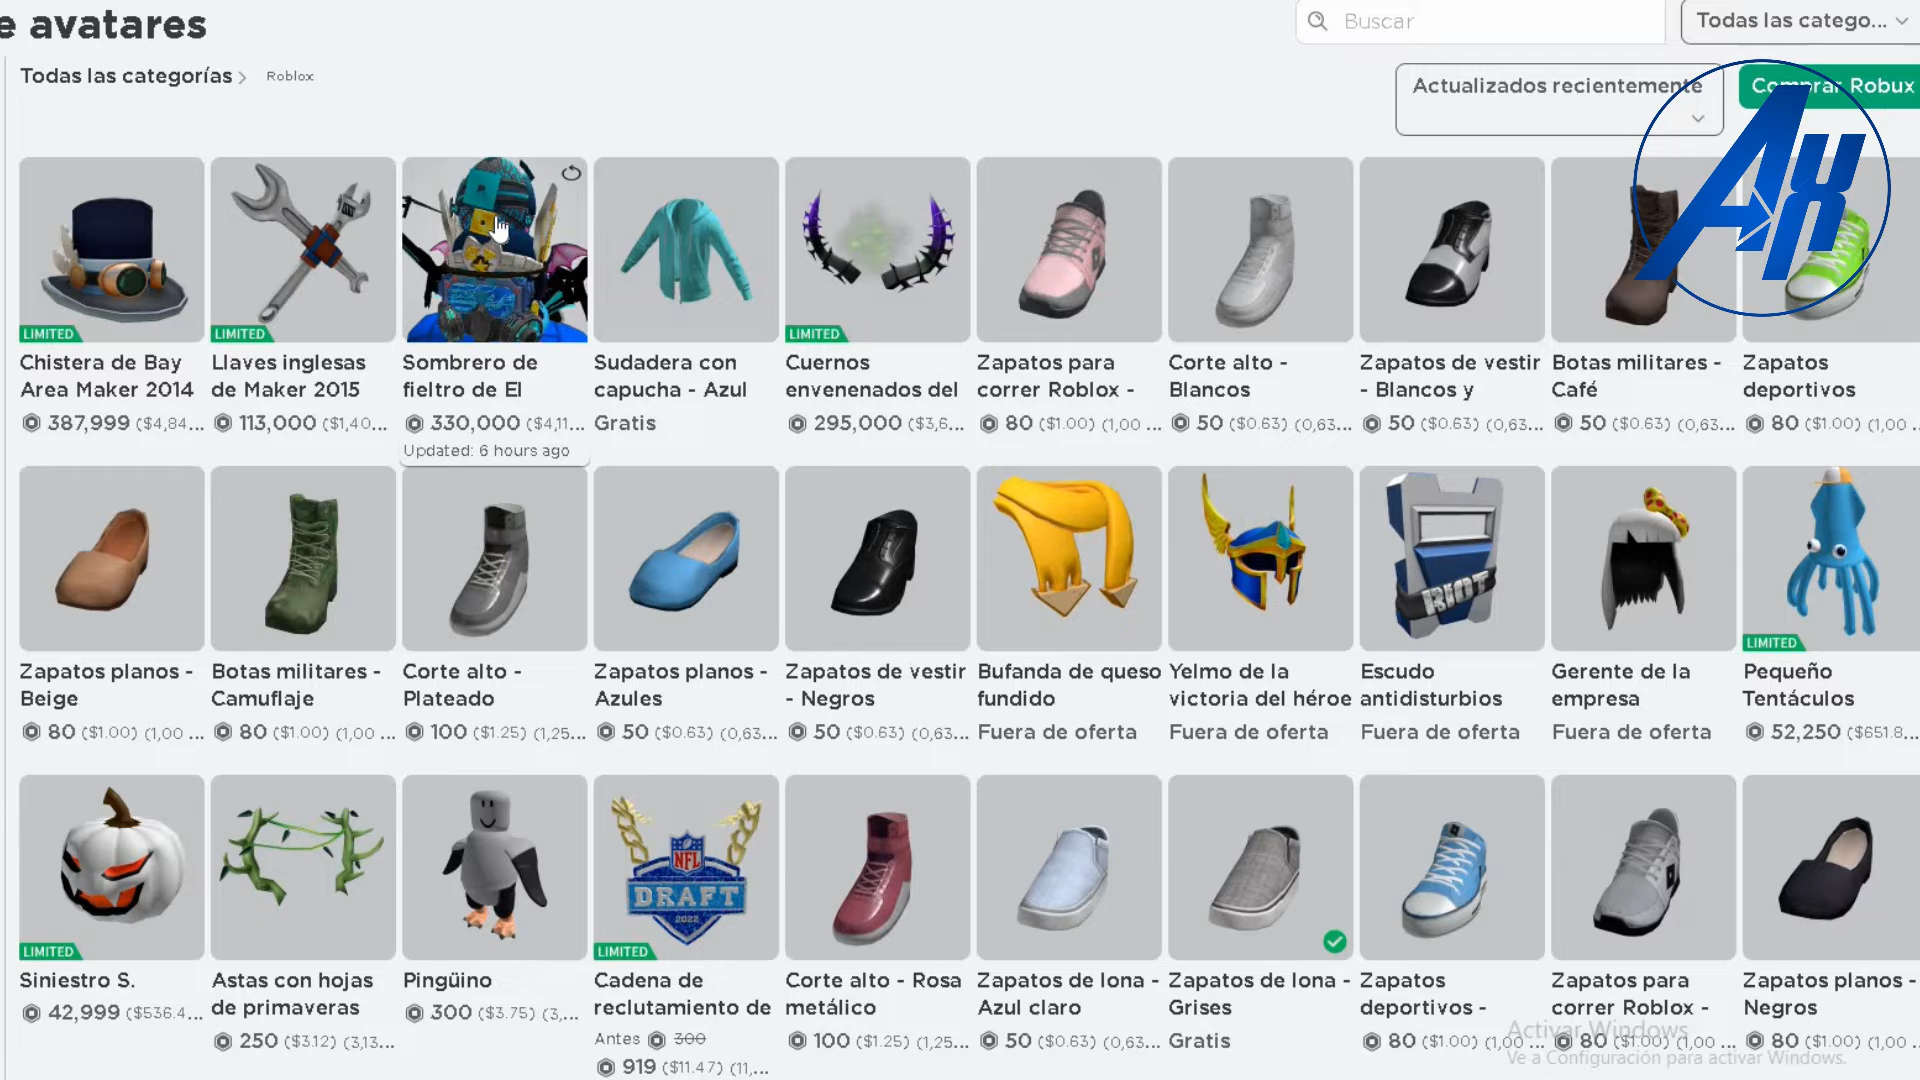 e avatares
Buscar
Todas las catego...
Todas las categorías
Roblox
Actualizados recientemente
Comprar Robux
AXN
LIMITED
LIMITED
LIMITED
Chistera de Bay
Area Maker 2014
387,999 ($4,84...
Llaves inglesas
de Maker 2015
113,000 ($1,40...
Sombrero de
fieltro de El
330,000 ($4,11...
Updated: 6 hours ago
Sudadera con
capucha - Azul
Gratis
Cuernos
envenenados del
295,000 ($3,6...
Zapatos para
correr Roblox -
80 ($1.00) (1,00 ...
Corte alto -
Blancos
50 ($0.63) (0,63...
Zapatos de vestir
- Blancos y
50 ($0.63) (0,63...
Botas militares -
Café
50 ($0.63) (0,63...
Zapatos
deportivos
80 ($1.00) (1,00 ...
RIOT
LIMITED
Zapatos planos -
Beige
80 ($1.00) (1,00 ...
Botas militares -
Camuflaje
80 ($1.00) (1,00 ...
Corte alto -
Plateado
100 ($1.25) (1,25...
Zapatos planos -
Azules
50 ($0.63) (0,63...
Zapatos de vestir
- Negros
50 ($0.63) (0,63...
Bufanda de queso
fundido
Fuera de oferta
Yelmo de la
victoria del héroe
Fuera de oferta
Escudo
antidisturbios
Fuera de oferta
Gerente de la
empresa
Fuera de oferta
Pequeño
Tentáculos
52,250 ($651.8...
NFL
DRAFT
2022
LIMITED
LIMITED
Siniestro S.
42,999 ($536.4...
Astas con hojas
de primaveras
250 ($3.12) (3,13...
Pingüino
300 ($3.75) (3,...
Cadena de
reclutamiento de
Antes 300
919 ($11.47) (11,...
Corte alto - Rosa
metálico
100 ($1.25) (1,25...
Zapatos de lona -
Azul claro
50 ($0.63) (0,63...
Zapatos de lona -
Grises
Gratis
Zapatos
deportivos -
80 ($1.00) (1,00 ...
Zapatos para
correr Roblox -
80 ($1.00) (1,00 ...
Zapatos planos -
Negros
80 ($1.00) (1,00 ...
Activar Windows
Ve a Configuración para activar Windows.